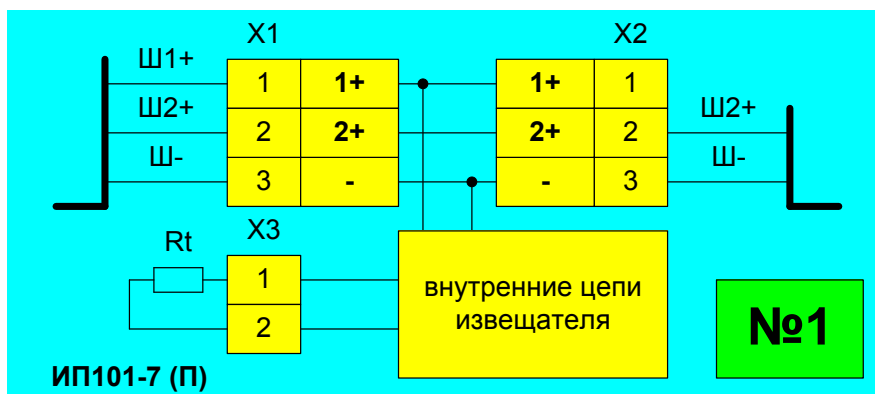 X1 X2
Ш1+
1 1+ 1+ 1
Ш2+ Ш2+
2 2+ 2+ 2
Ш- Ш-
3 - - 3
X3
Rt
1
внутренние цепи
извещателя
2
№1
ИП101-7 (П)